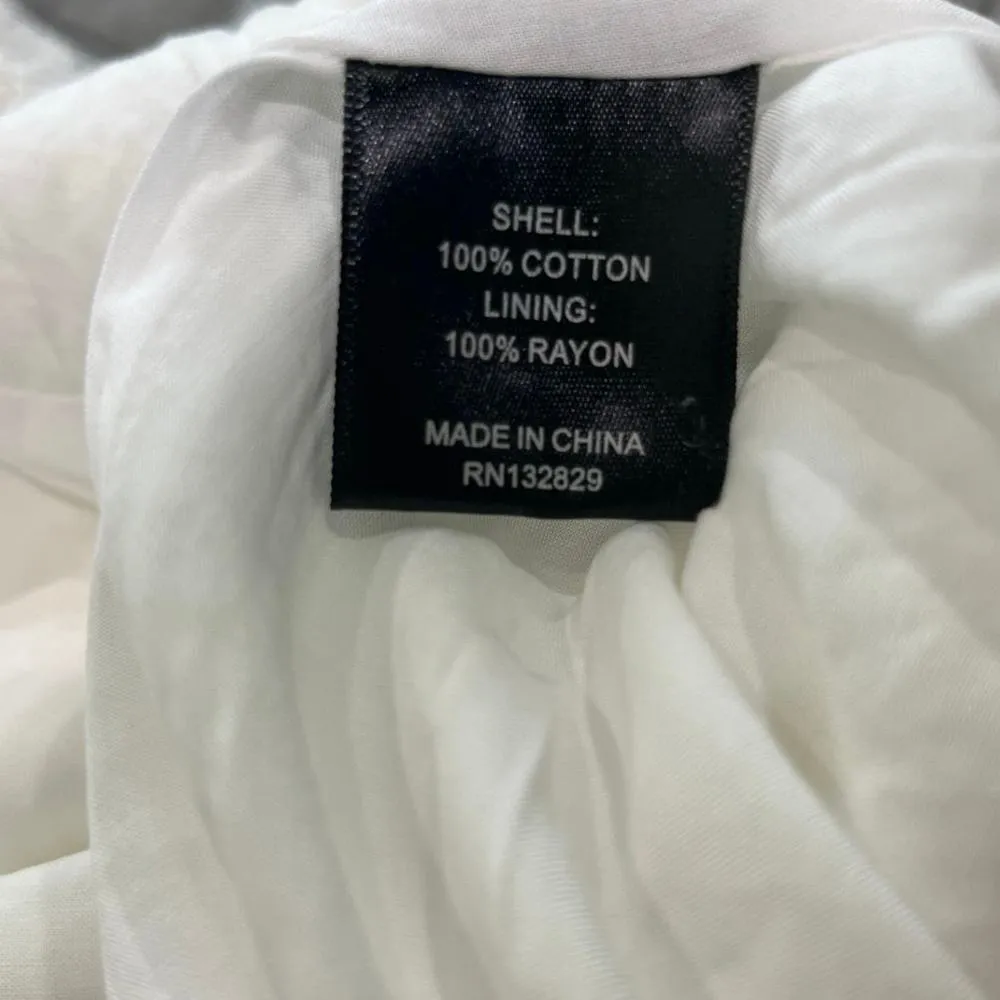 SHELL:
100% COTTON
LINING:
100% RAYON
MADE IN CHINA
RN132829